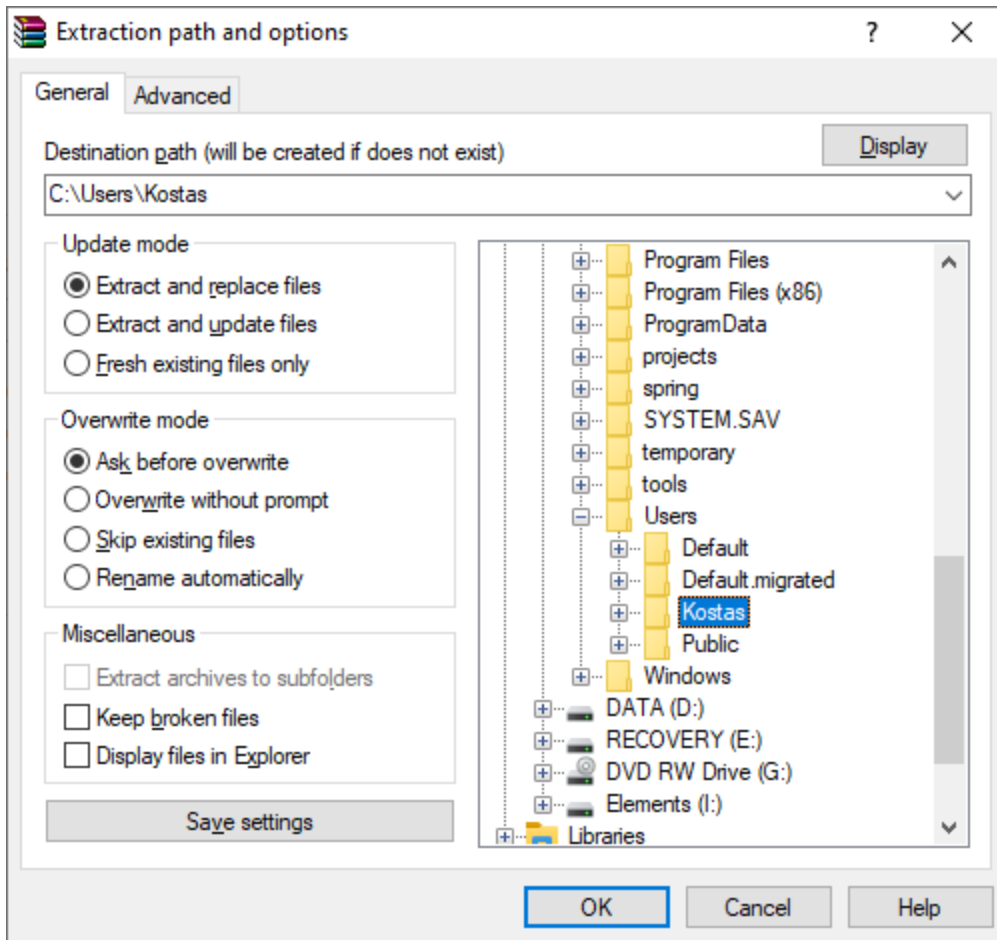 Extraction path and options
?
General
Advanced
Destination path (will be created if does not exist)
Display
C:\Users\Kostas
Update mode
Extract and replace files
Extract and update files
Fresh existing files only
Overwrite mode
Ask before overwrite
Overwrite without prompt
Skip existing files
Rename automatically
Miscellaneous
Extract archives to subfolders
Keep broken files
Display files in Explorer
Save settings
Program Files
Program Files (x86)
ProgramData
projects
spring
SYSTEM.SAV
temporary
tools
Users
Default
Default.migrated
Kostas
Public
Windows
DATA (D:)
RECOVERY (E:)
DVD RW Drive (G:)
Elements (I:)
Libraries
OK
Cancel
Help